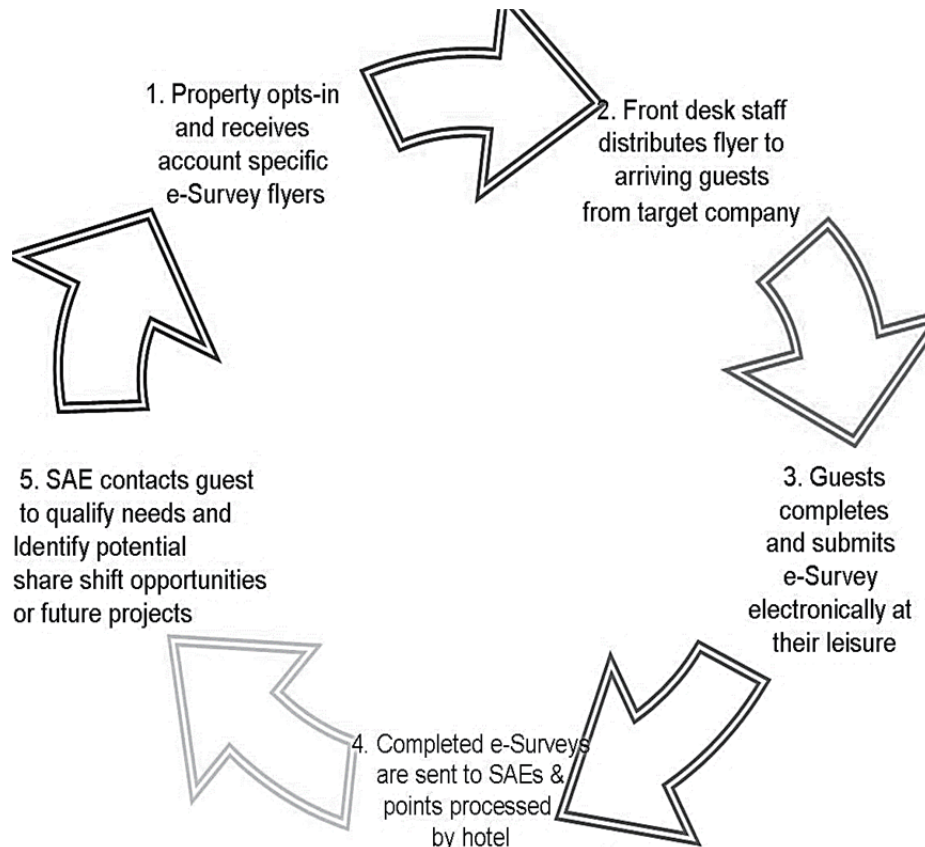 1. Property opts-in
and receives
account specific
e-Survey flyers
2. Front desk staff
distributes flyer to
arriving guests
from target company
3. Guests
completes
and submits
e-Survey
electronically at
their leisure
4. Completed e-Surveys
are sent to SAEs &
points processed
by hotel
5. SAE contacts guest
to qualify needs and
Identify potential
share shift opportunities
or future projects